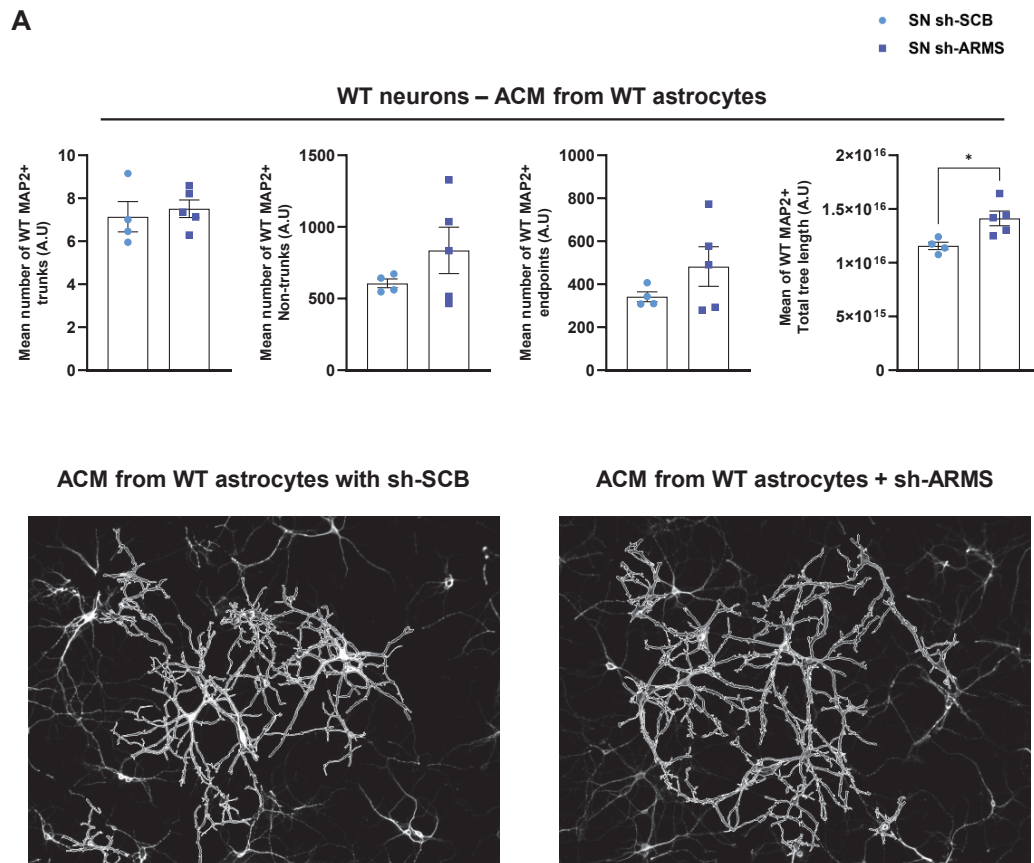 A
SN sh-SCB
SN sh-ARMS
WT neurons – ACM from WT astrocytes
Mean number of WT MAP2+
trunks (A.U)
10
8
6
4
2
0
Mean number of WT MAP2+
Non-trunks (A.U)
1500
1000
500
0
Mean number of WT MAP2+
endpoints (A.U)
1000
800
600
400
200
0
Mean of WT MAP2+
Total tree length (A.U)
2×10¹⁶
1.5×10¹⁶
1×10¹⁶
5×10¹⁵
0
*
ACM from WT astrocytes with sh-SCB
ACM from WT astrocytes + sh-ARMS